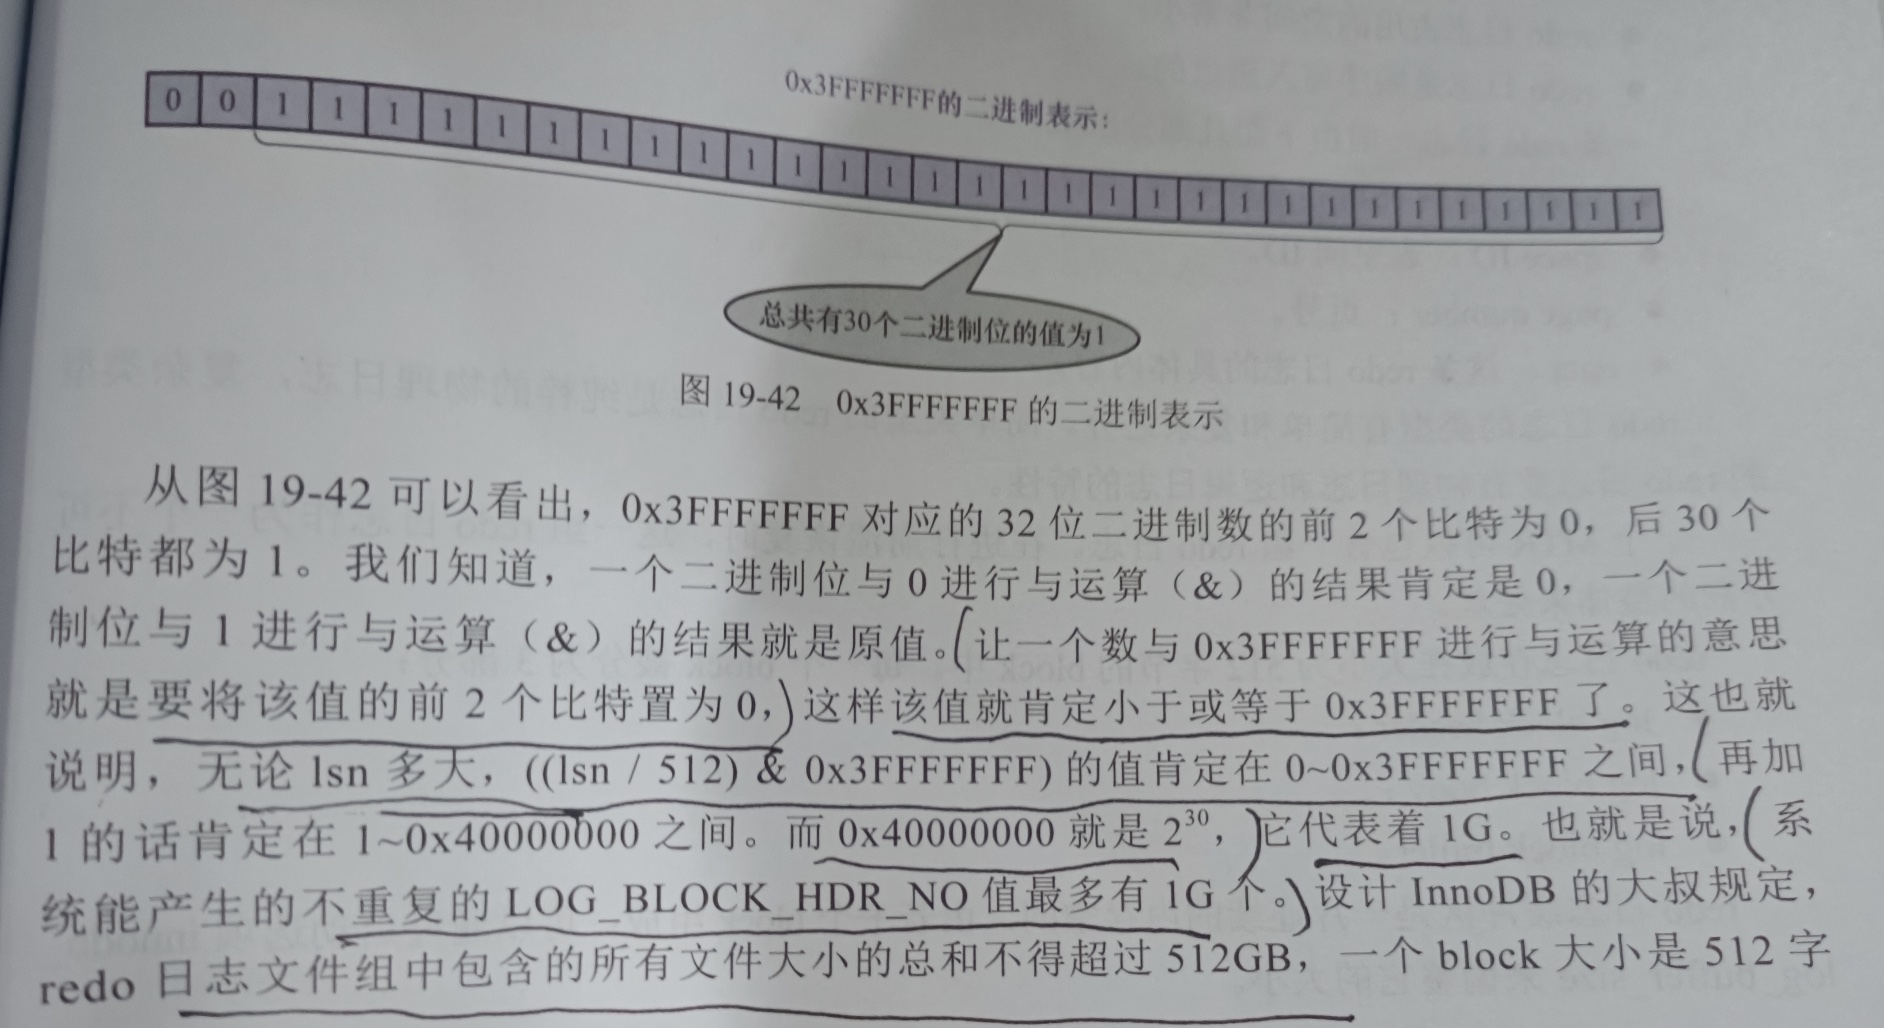 0x3FFFFFFF的二进制表示：
0 0 1 1 1 1 1 1 1 1 1 1 1 1 1 1 1 1 1 1 1 1 1 1 1 1 1 1 1 1 1 1
总共有30个二进制位的值为1
图 19-42 0x3FFFFFFF 的二进制表示
从图 19-42 可以看出，0x3FFFFFFF 对应的 32 位二进制数的前 2 个比特为 0，后 30 个
比特都为 1。我们知道，一个二进制位与 0 进行与运算（&）的结果肯定是 0，一个二进
制位与 1 进行与运算（&）的结果就是原值。让一个数与 0x3FFFFFFF 进行与运算的意思
就是要将该值的前 2 个比特置为 0，这样该值就肯定小于或等于 0x3FFFFFFF 了。这也就
说明，无论 lsn 多大，((lsn / 512) & 0x3FFFFFFF) 的值肯定在 0~0x3FFFFFFF 之间，再加
1 的话肯定在 1~0x40000000 之间。而 0x40000000 就是 2³⁰，它代表着 1G。也就是说，系
统能产生的不重复的 LOG_BLOCK_HDR_NO 值最多有 1G 个。设计 InnoDB 的大叔规定，
redo 日志文件组中包含的所有文件大小的总和不得超过 512GB，一个 block 大小是 512 字